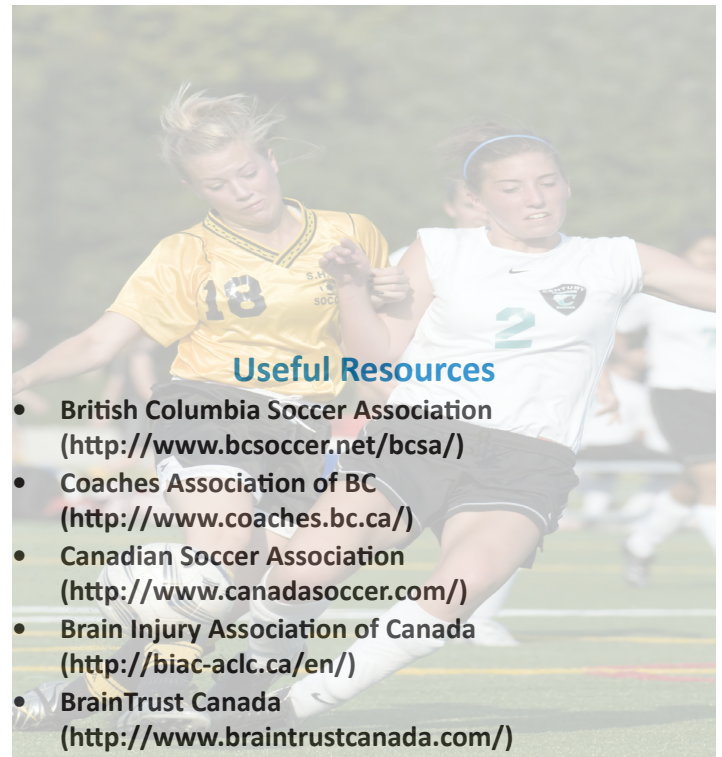 18
S.H.
SOCC
CENTURY
2
Useful Resources
• British Columbia Soccer Association
(http://www.bcsoccer.net/bcsa/)
• Coaches Association of BC
(http://www.coaches.bc.ca/)
• Canadian Soccer Association
(http://www.canadasoccer.com/)
• Brain Injury Association of Canada
(http://biac-aclc.ca/en/)
• BrainTrust Canada
(http://www.braintrustcanada.com/)